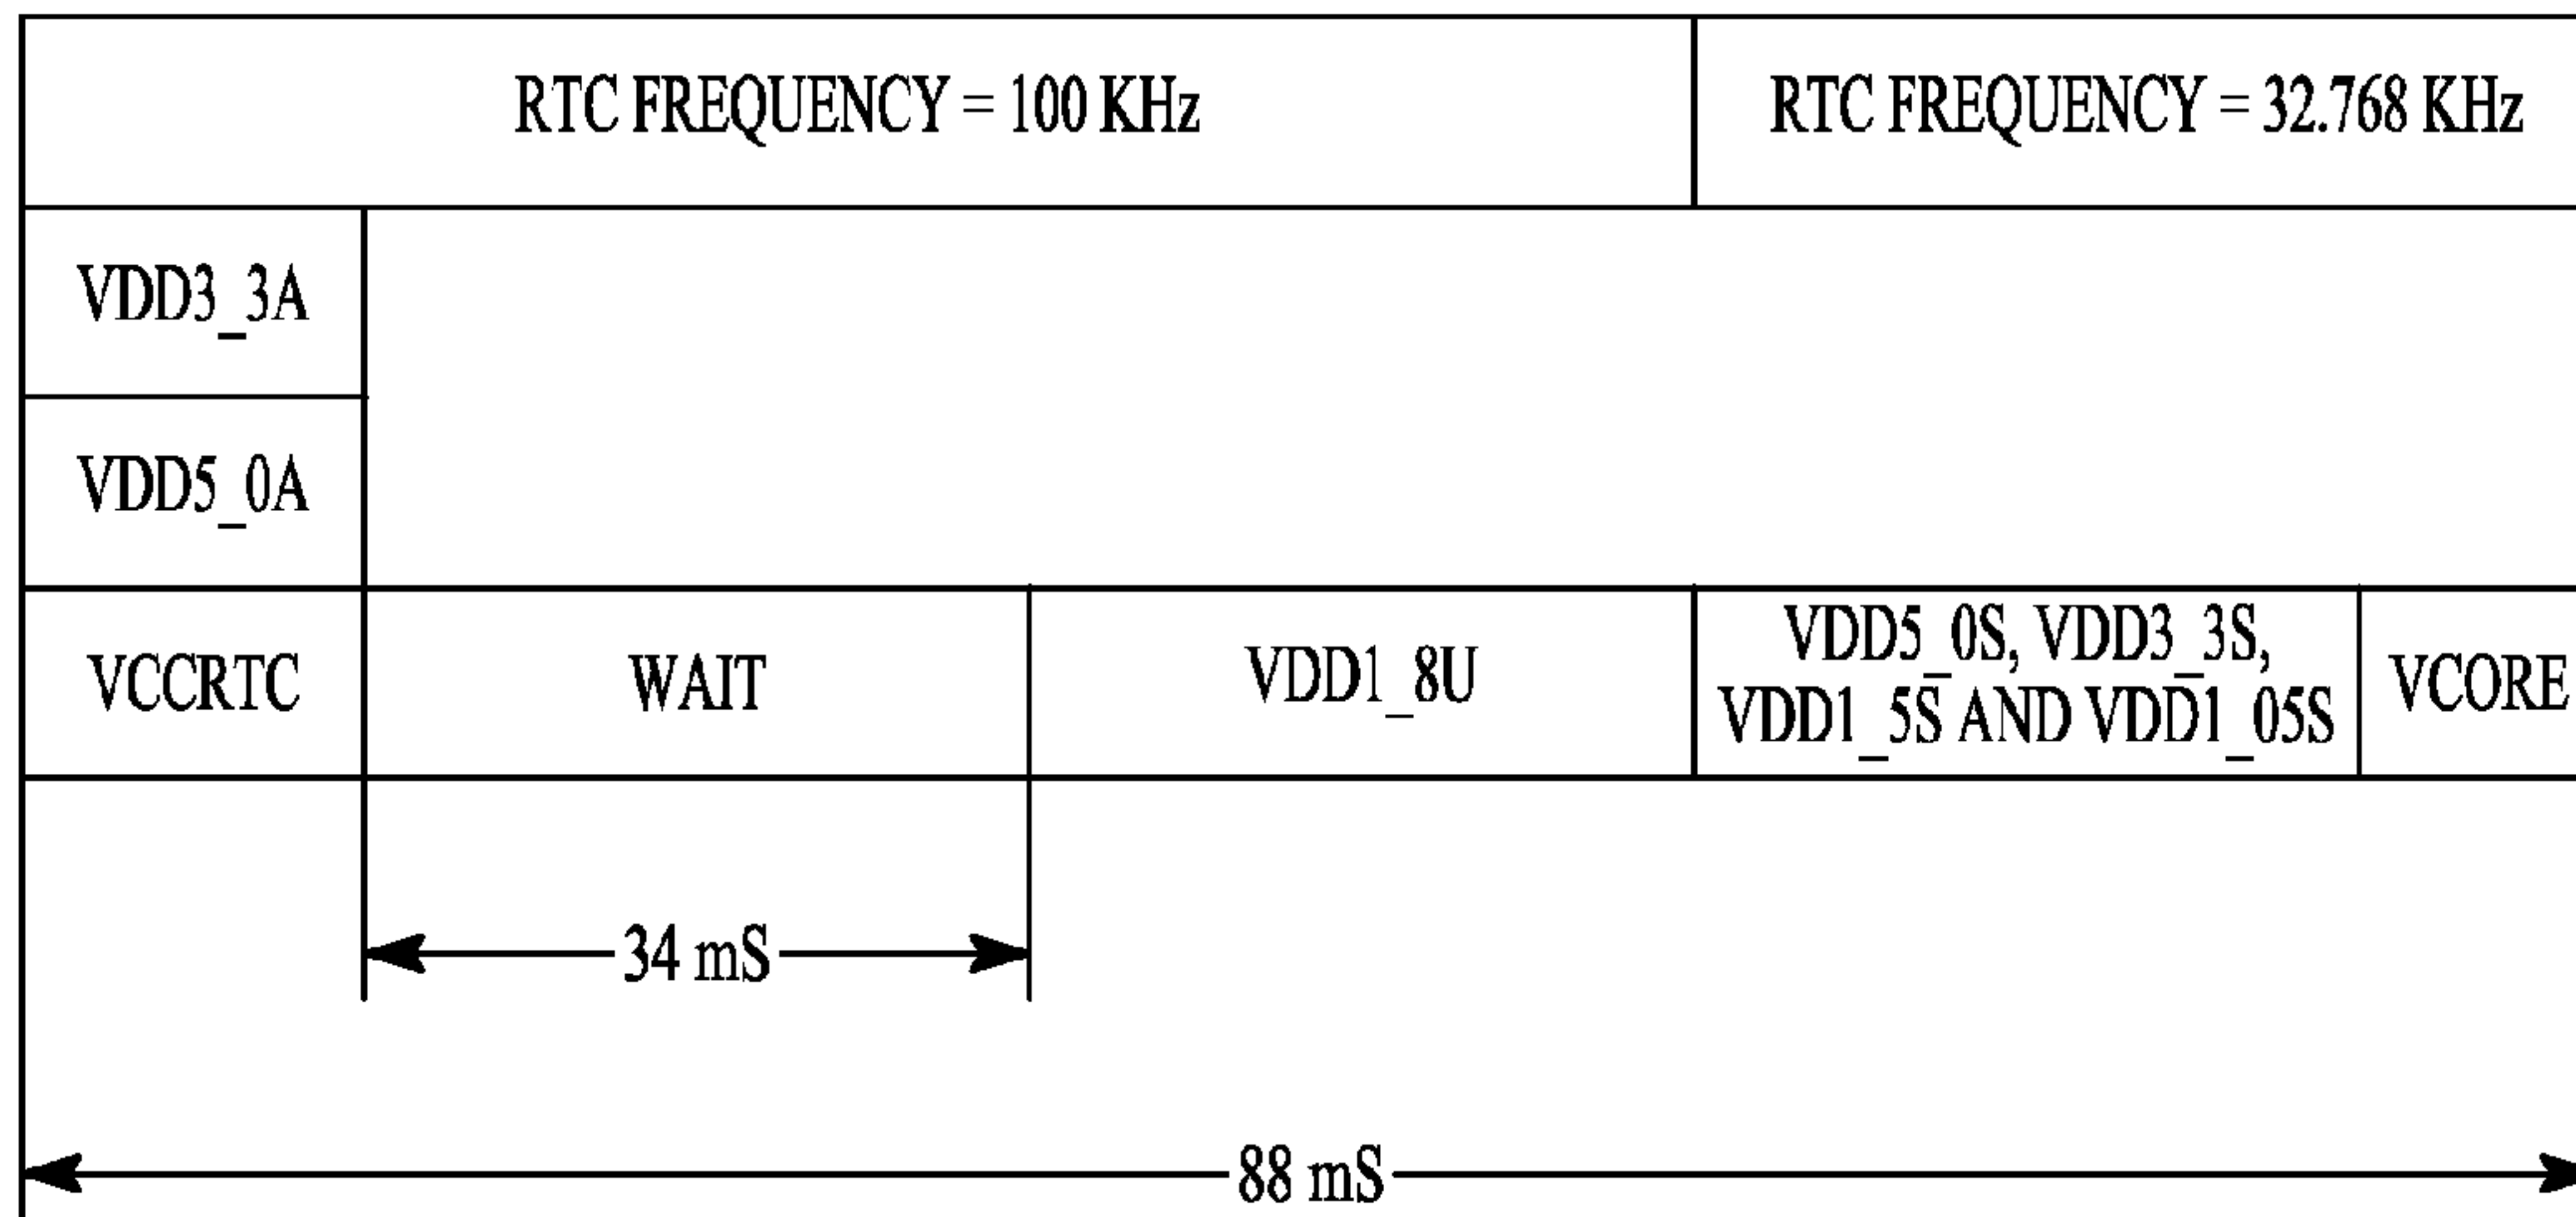 RTC FREQUENCY = 100 KHz
RTC FREQUENCY = 32.768 KHz
VDD3_3A
VDD5_0A
VCCRTC
WAIT
VDD1_8U
VDD5_0S, VDD3_3S,
VDD1_5S AND VDD1_05S
VCORE
34 mS
88 mS